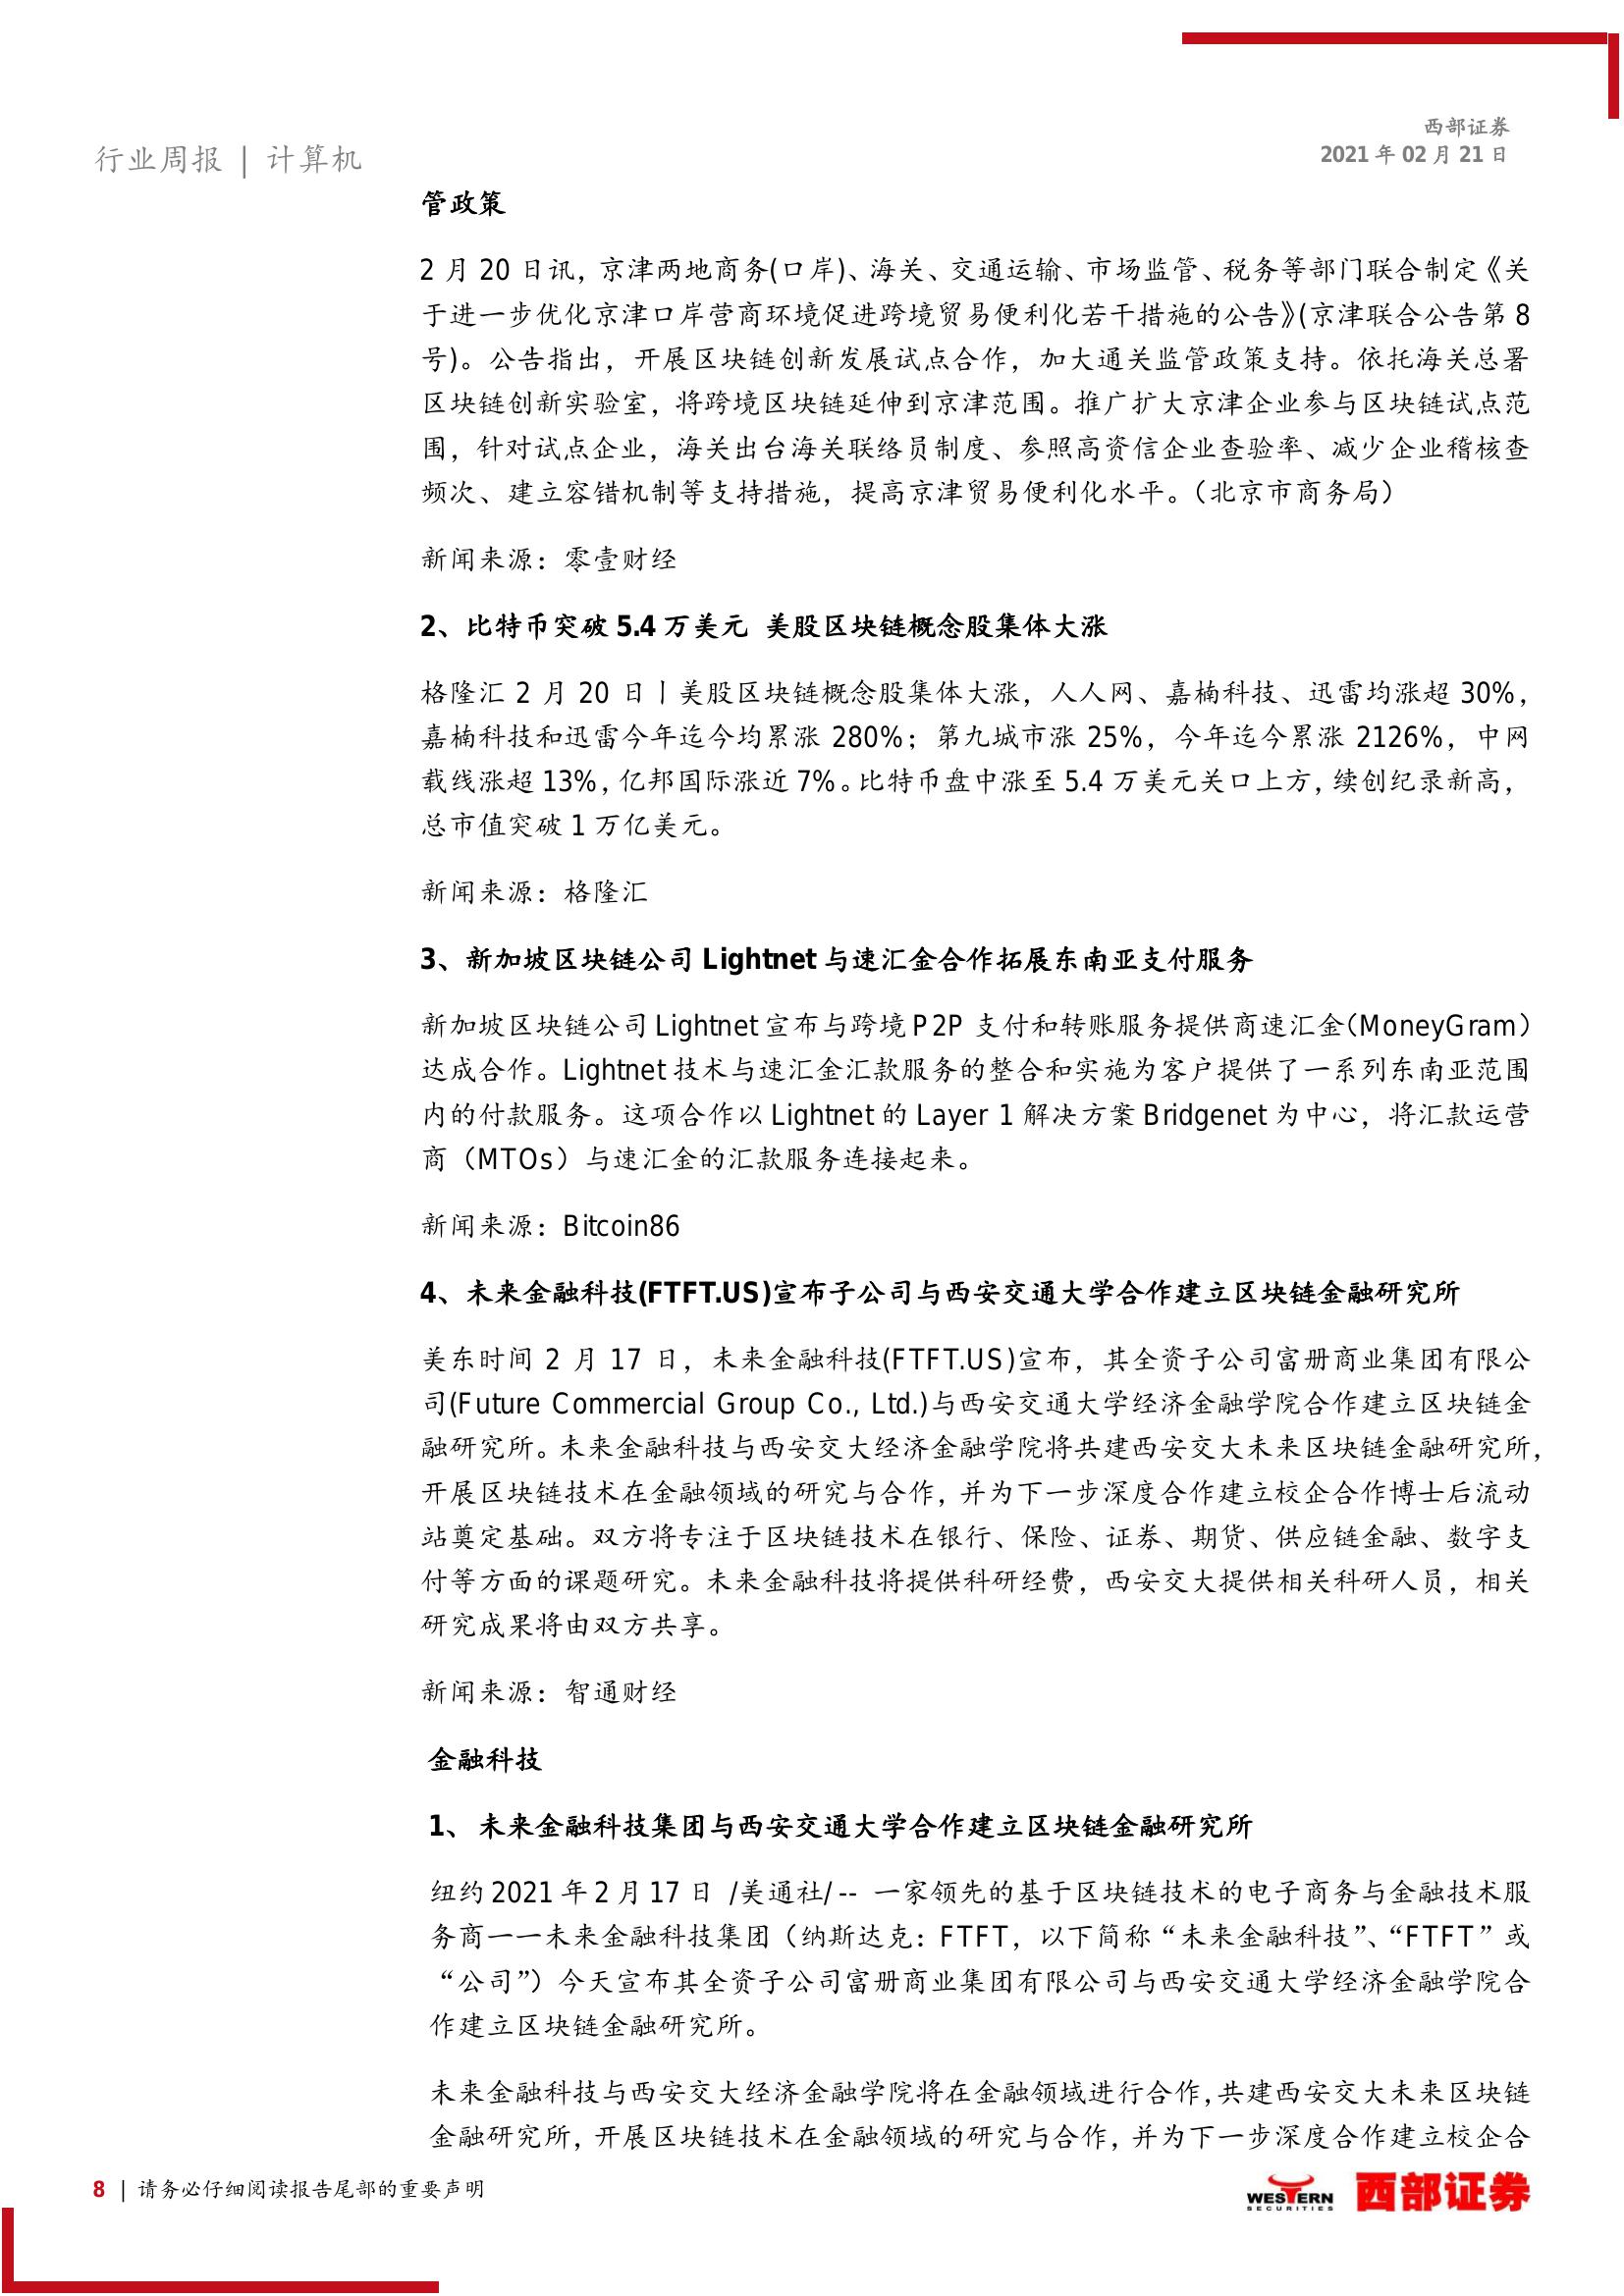 西部证券
2021 年 02 月 21 日
行业周报 | 计算机
管政策
2 月 20 日讯，京津两地商务(口岸)、海关、交通运输、市场监管、税务等部门联合制定《关
于进一步优化京津口岸营商环境促进跨境贸易便利化若干措施的公告》(京津联合公告第 8
号)。公告指出，开展区块链创新发展试点合作，加大通关监管政策支持。依托海关总署
区块链创新实验室，将跨境区块链延伸到京津范围。推广扩大京津企业参与区块链试点范
围，针对试点企业，海关出台海关联络员制度、参照高资信企业查验率、减少企业稽核查
频次、建立容错机制等支持措施，提高京津贸易便利化水平。（北京市商务局）
新闻来源：零壹财经
2、比特币突破 5.4 万美元 美股区块链概念股集体大涨
格隆汇 2 月 20 日丨美股区块链概念股集体大涨，人人网、嘉楠科技、迅雷均涨超 30%，
嘉楠科技和迅雷今年迄今均累涨 280%；第九城市涨 25%，今年迄今累涨 2126%，中网
载线涨超 13%，亿邦国际涨近 7%。比特币盘中涨至 5.4 万美元关口上方，续创纪录新高，
总市值突破 1 万亿美元。
新闻来源：格隆汇
3、新加坡区块链公司 Lightnet 与速汇金合作拓展东南亚支付服务
新加坡区块链公司 Lightnet 宣布与跨境 P2P 支付和转账服务提供商速汇金（MoneyGram）
达成合作。Lightnet 技术与速汇金汇款服务的整合和实施为客户提供了一系列东南亚范围
内的付款服务。这项合作以 Lightnet 的 Layer 1 解决方案 Bridgenet 为中心，将汇款运营
商（MTOs）与速汇金的汇款服务连接起来。
新闻来源：Bitcoin86
4、未来金融科技(FTFT.US)宣布子公司与西安交通大学合作建立区块链金融研究所
美东时间 2 月 17 日，未来金融科技(FTFT.US)宣布，其全资子公司富册商业集团有限公
司(Future Commercial Group Co., Ltd.)与西安交通大学经济金融学院合作建立区块链金
融研究所。未来金融科技与西安交大经济金融学院将共建西安交大未来区块链金融研究所，
开展区块链技术在金融领域的研究与合作，并为下一步深度合作建立校企合作博士后流动
站奠定基础。双方将专注于区块链技术在银行、保险、证券、期货、供应链金融、数字支
付等方面的课题研究。未来金融科技将提供科研经费，西安交大提供相关科研人员，相关
研究成果将由双方共享。
新闻来源：智通财经
金融科技
1、 未来金融科技集团与西安交通大学合作建立区块链金融研究所
纽约 2021 年 2 月 17 日 /美通社/ -- 一家领先的基于区块链技术的电子商务与金融技术服
务商一一未来金融科技集团（纳斯达克：FTFT，以下简称“未来金融科技”、“FTFT”或
“公司”）今天宣布其全资子公司富册商业集团有限公司与西安交通大学经济金融学院合
作建立区块链金融研究所。
未来金融科技与西安交大经济金融学院将在金融领域进行合作，共建西安交大未来区块链
金融研究所，开展区块链技术在金融领域的研究与合作，并为下一步深度合作建立校企合
8 | 请务必仔细阅读报告尾部的重要声明
WESTERN
SECURITIES
西部证券